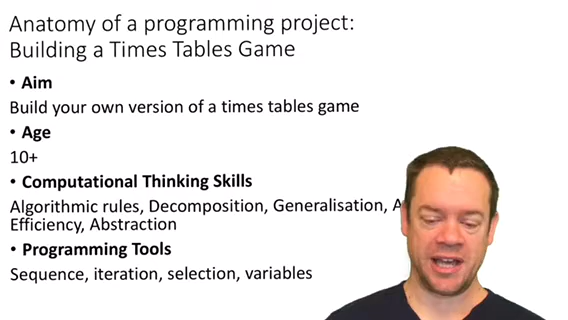 Anatomy of a programming project:
Building a Times Tables Game
• Aim
Build your own version of a times tables game
• Age
10+
• Computational Thinking Skills
Algorithmic rules, Decomposition, Generalisation,
Efficiency, Abstraction
• Programming Tools
Sequence, iteration, selection, variables